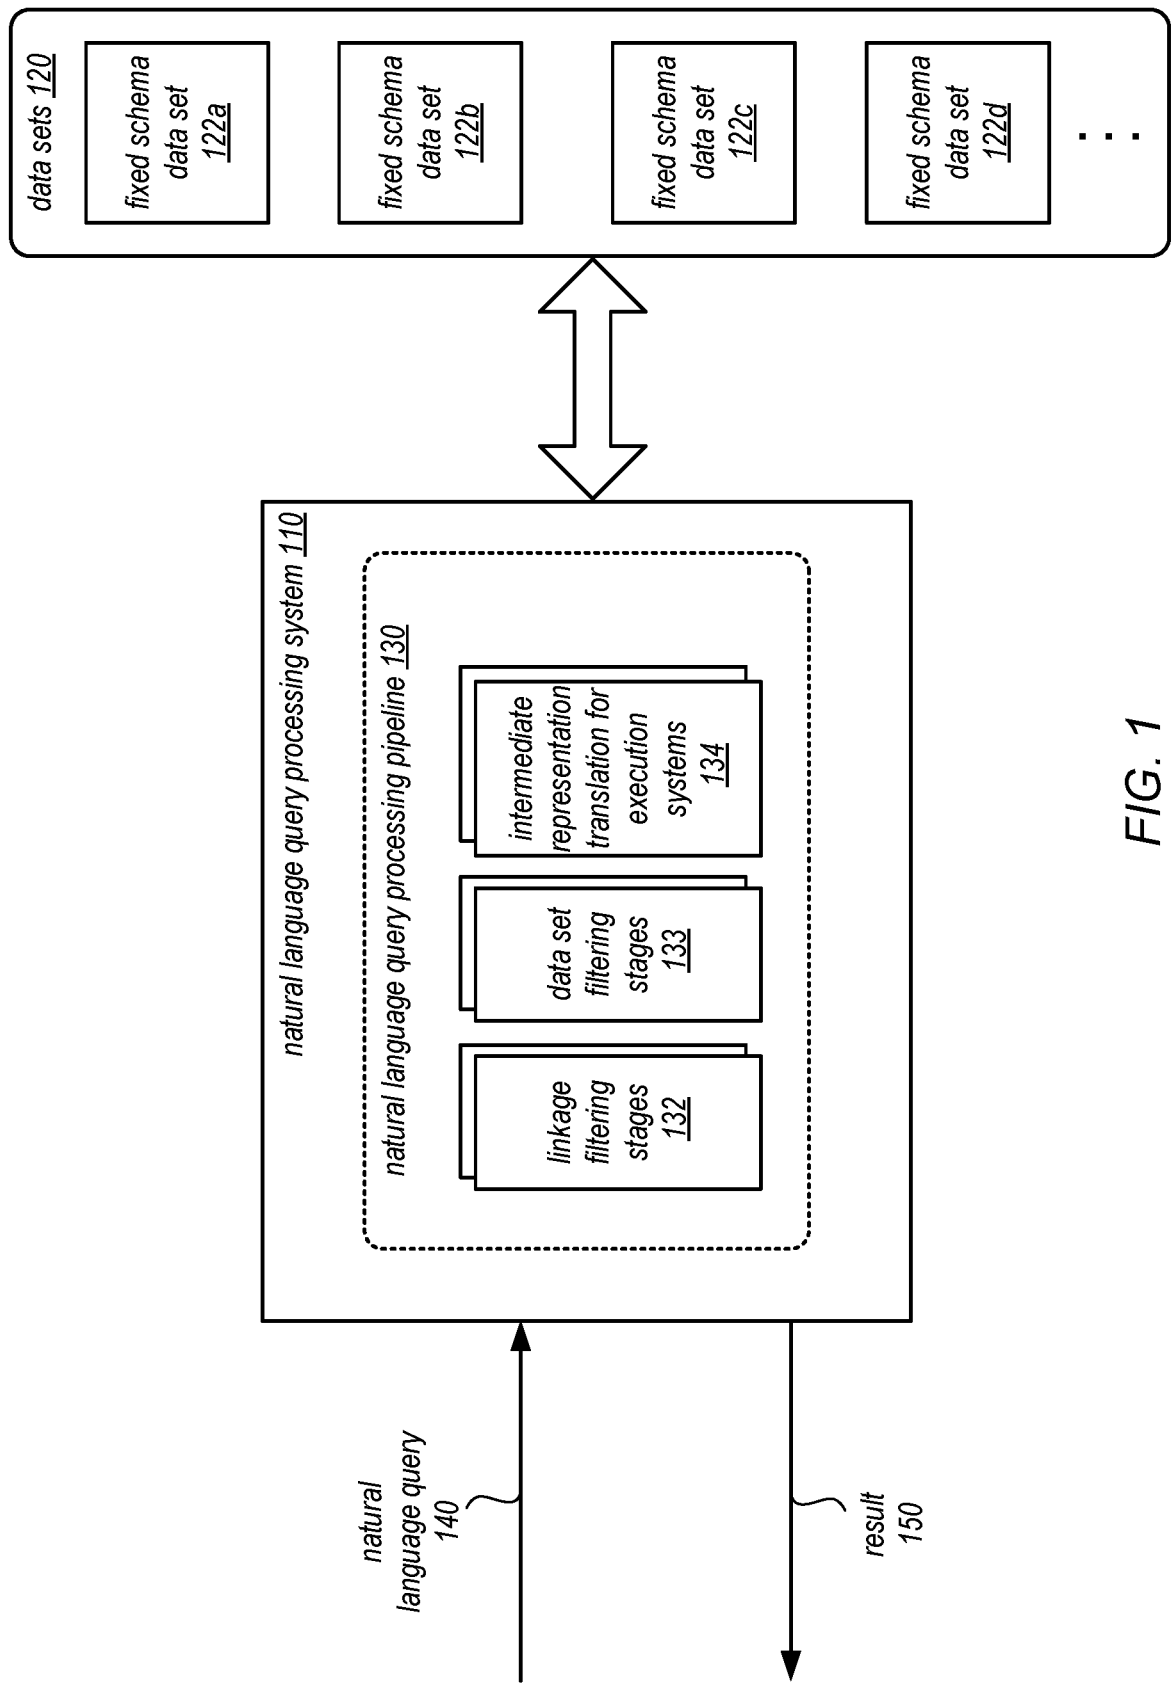 natural language query processing system 110
natural language query processing pipeline 130
linkage
filtering
stages
132
data set
filtering
stages
133
intermediate
representation
translation for
execution
systems
134
natural
language query
140
result
150
data sets 120
fixed schema
data set
122a
fixed schema
data set
122b
fixed schema
data set
122c
fixed schema
data set
122d
. . .
FIG. 1